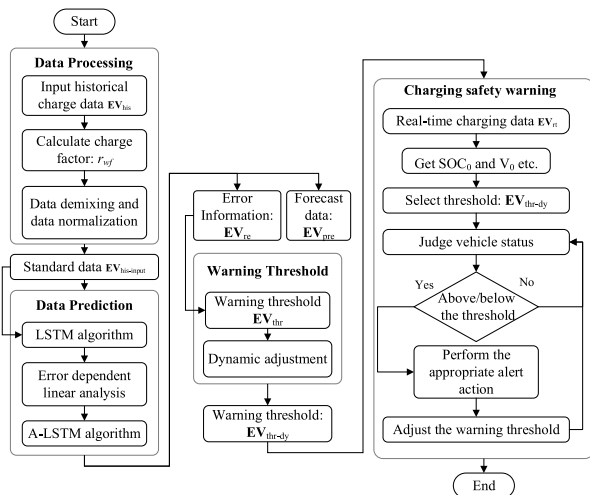 Start
Data Processing
Input historical
charge data EVhis
Calculate charge
factor: rwf
Data demixing and
data normalization
Standard data EVhis-input
Data Prediction
LSTM algorithm
Error dependent
linear analysis
A-LSTM algorithm
Error
Information:
EVre
Forecast
data:
EVpre
Warning Threshold
Warning threshold
EVthr
Dynamic adjustment
Warning threshold:
EVthr-dy
Charging safety warning
Real-time charging data EVrt
Get SOC0 and V0 etc.
Select threshold: EVthr-dy
Judge vehicle status
Yes
No
Above/below
the threshold
Perform the
appropriate alert
action
Adjust the warning threshold
End